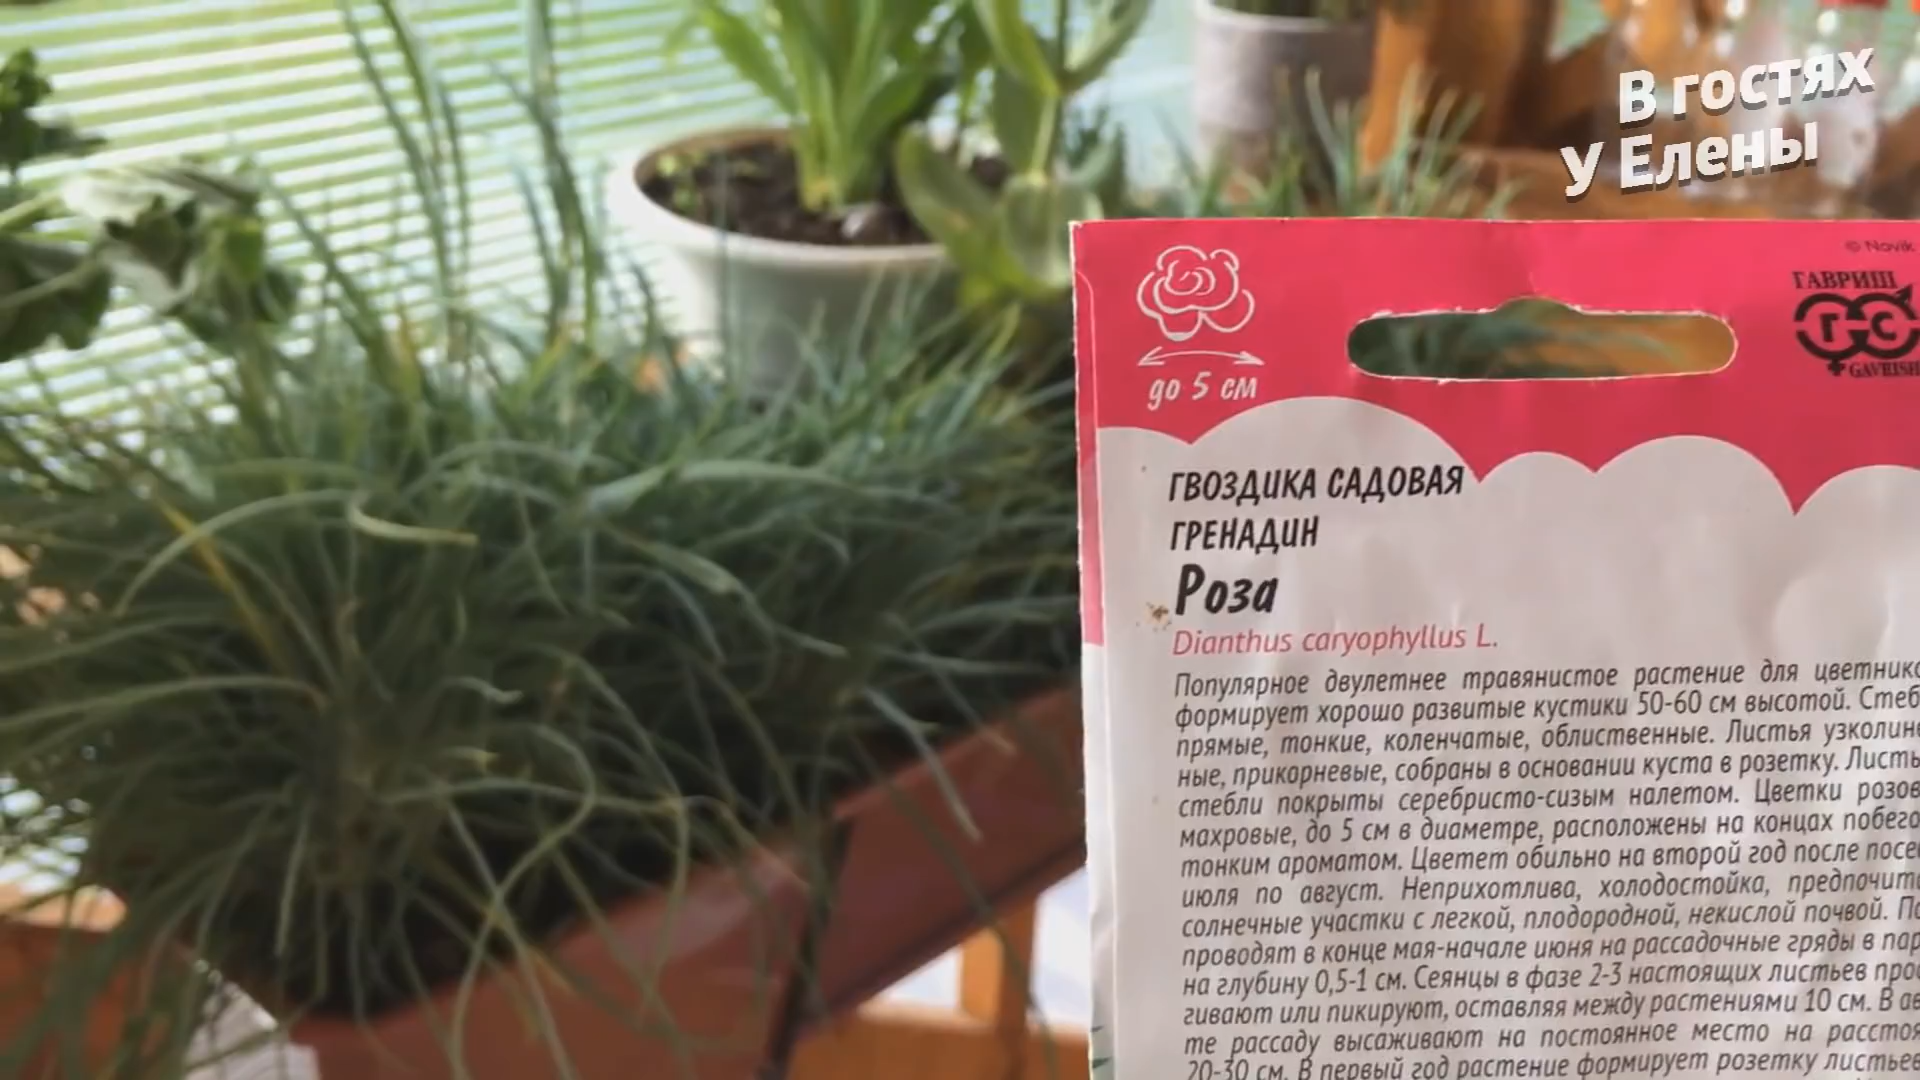 В гостях
у Елены
© Novik
ГАВРИШ
Г С
GAVRISH
до 5 см
ГВОЗДИКА САДОВАЯ
ГРЕНАДИН
Роза
Dianthus caryophyllus L.
Популярное двулетнее травянистое растение для цветнико
формирует хорошо развитые кустики 50-60 см высотой. Стеб
прямые, тонкие, коленчатые, облиственные. Листья узколине
ные, прикорневые, собраны в основании куста в розетку. Листь
стебли покрыты серебристо-сизым налетом. Цветки розов
махровые, до 5 см в диаметре, расположены на концах побего
тонким ароматом. Цветет обильно на второй год после посе
июля по август. Неприхотлива, холодостойка, предпочит
солнечные участки с легкой, плодородной, некислой почвой. По
проводят в конце мая-начале июня на рассадочные гряды в пар
на глубину 0,5-1 см. Сеянцы в фазе 2-3 настоящих листьев про
гивают или пикируют, оставляя между растениями 10 см. В ав
те рассаду высаживают на постоянное место на расстоя
20-30 см. В первый год растение формирует розетку листьев